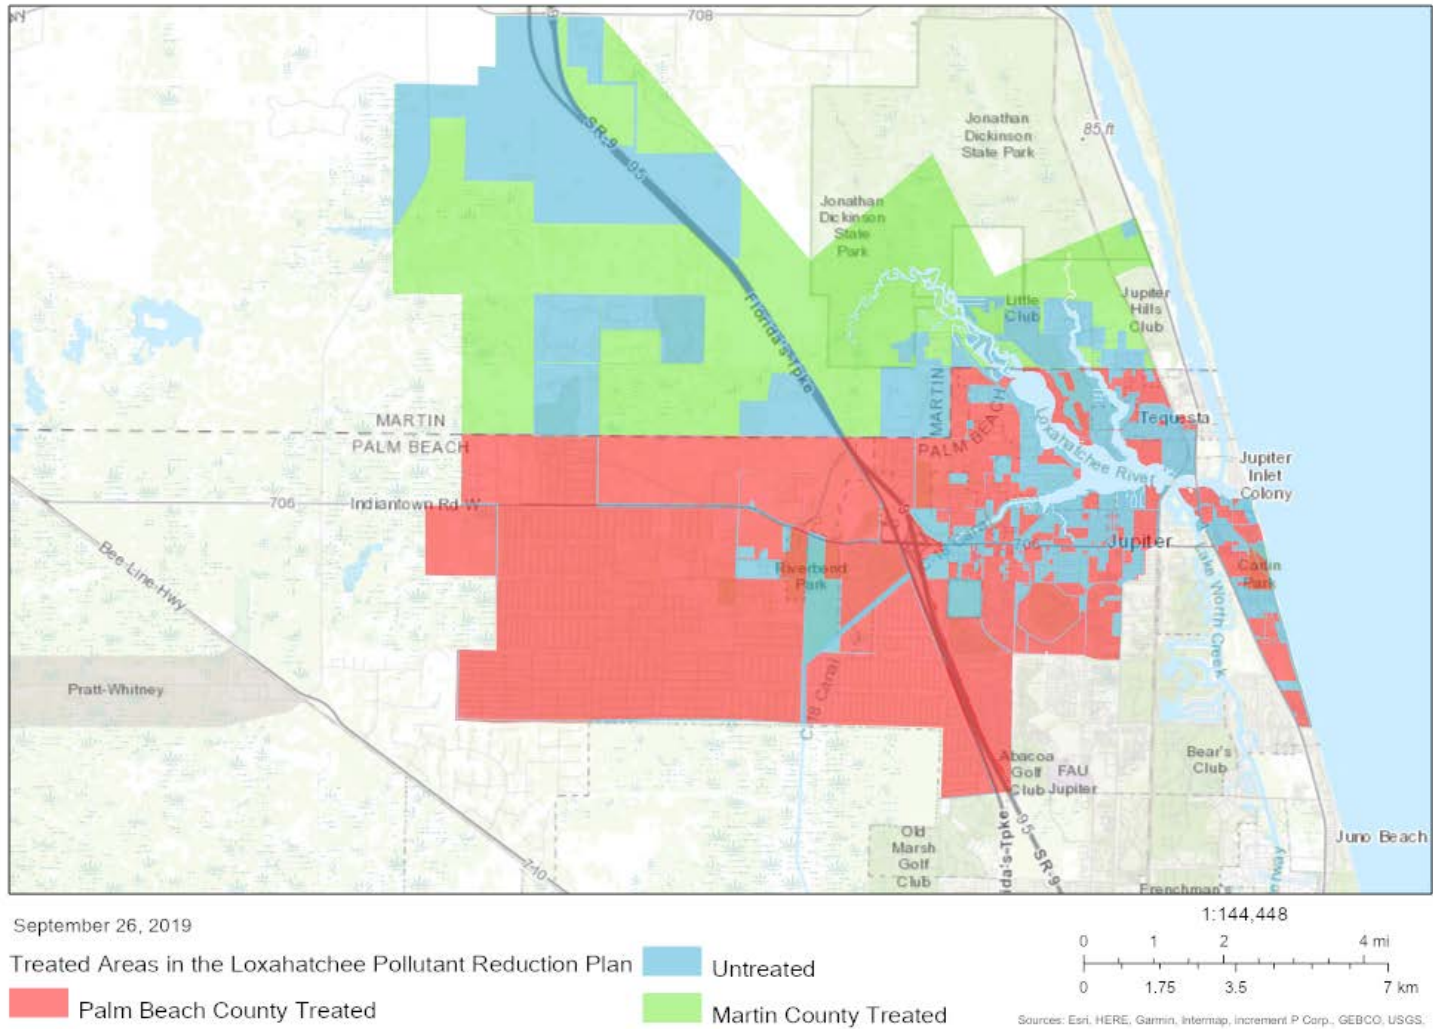 708
SR-9
95
Jonathan
Dickinson
State Park
85 ft
Jonathan
Dickinson
State
Park
Florida's-Tpke
Little
Club
Jupiter
Hills
Club
MARTIN
PALM BEACH
MARTIN
PALM BEACH
Loxahatchee River
Tequesta
Jupiter
Inlet
Colony
706
Indiantown Rd W
Bee-Line-Hwy
Riverbend
Park
706
Jupiter
Carlin
Park
Lake Worth Creek
Pratt-Whitney
C-18 Canal
Abacoa
Golf
Club
FAU
Jupiter
Bear's
Club
Old
Marsh
Golf
Club
ida's-Tpke
95
SR-9
710
Juno Beach
Frenchman's
erway
September 26, 2019
1:144,448
0 1 2 4 mi
0 1.75 3.5 7 km
Treated Areas in the Loxahatchee Pollutant Reduction Plan
Untreated
Palm Beach County Treated
Martin County Treated
Sources: Esri, HERE, Garmin, Intermap, increment P Corp., GEBCO, USGS,